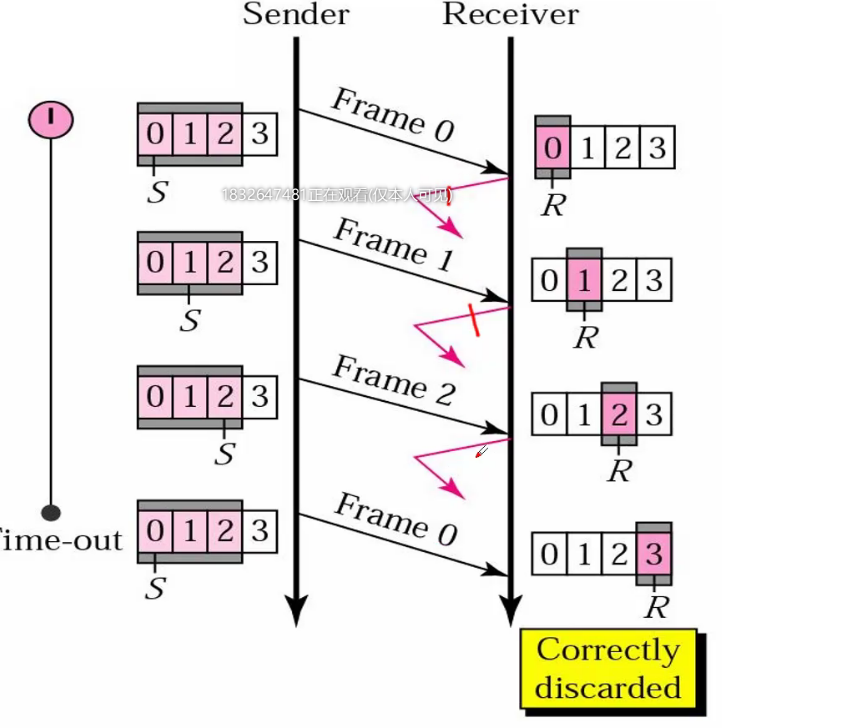 Sender
Receiver
0 1 2 3
S
Frame 0
0 1 2 3
R
1832647481正在观看(仅本人可见)
0 1 2 3
S
Frame 1
0 1 2 3
R
0 1 2 3
S
Frame 2
0 1 2 3
R
ime-out
0 1 2 3
S
Frame 0
0 1 2 3
R
Correctly
discarded